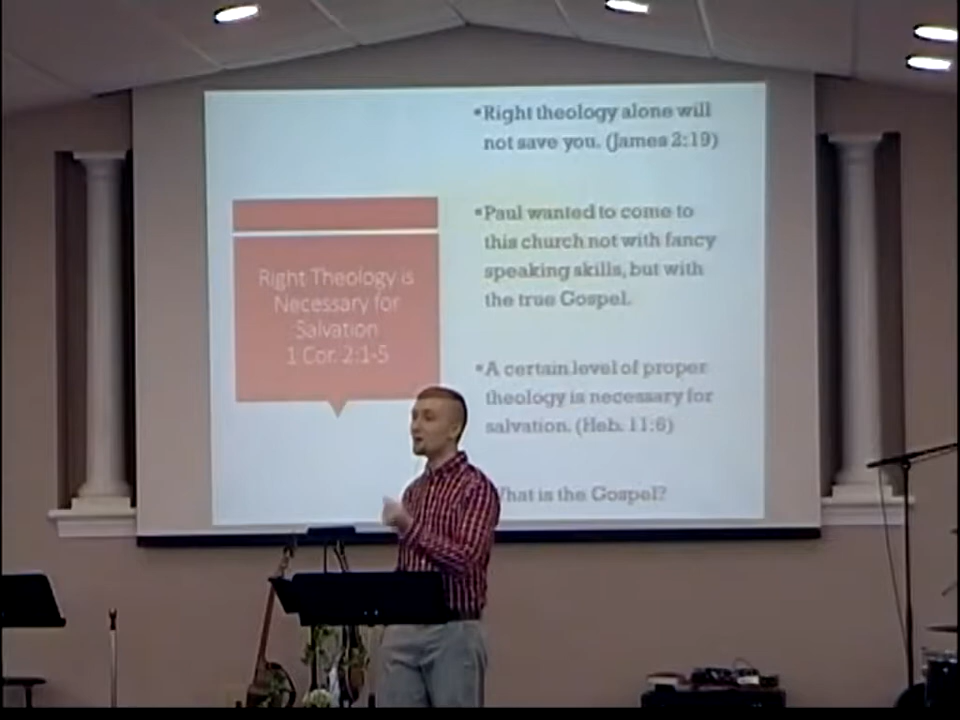 Right Theology is
Necessary for
Salvation
1 Cor. 2:1-5
▪Right theology alone will
not save you. (James 2:19)
▪Paul wanted to come to
this church not with fancy
speaking skills, but with
the true Gospel.
▪A certain level of proper
theology is necessary for
salvation. (Heb. 11:6)
hat is the Gospel?